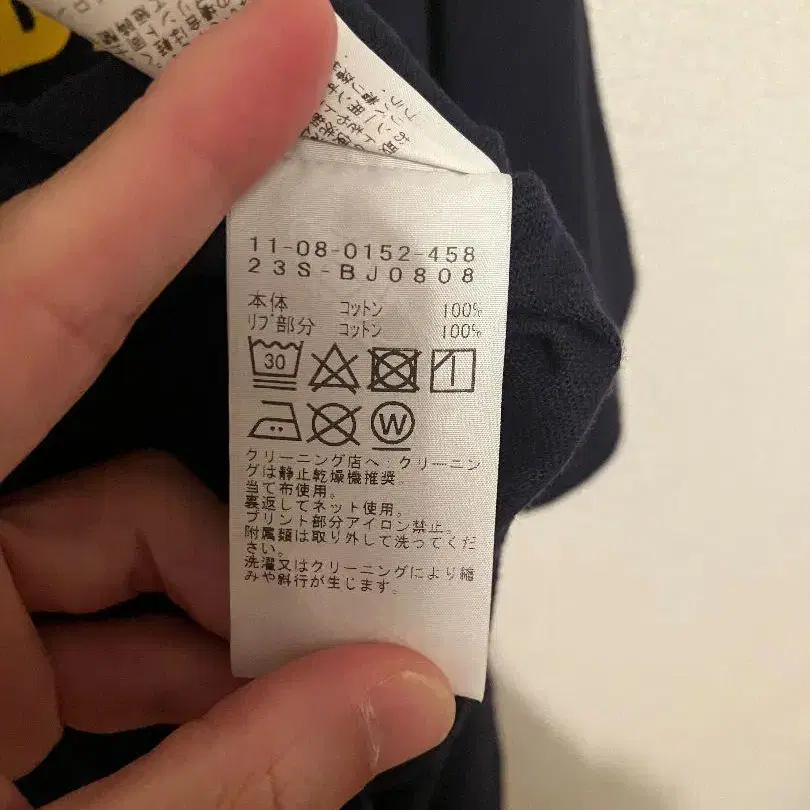 11-08-0152-458
23S-BJ0808
本体 コットン 100%
リブ部分 コットン 100%
30
W
クリーニング店へ:クリーニン
グは静止乾燥機推奨。
当て布使用。
裏返してネット使用。
プリント部分アイロン禁止。
附属類は取り外して洗ってくだ
さい。
洗濯又はクリーニングにより縮
みや斜行が生じます。